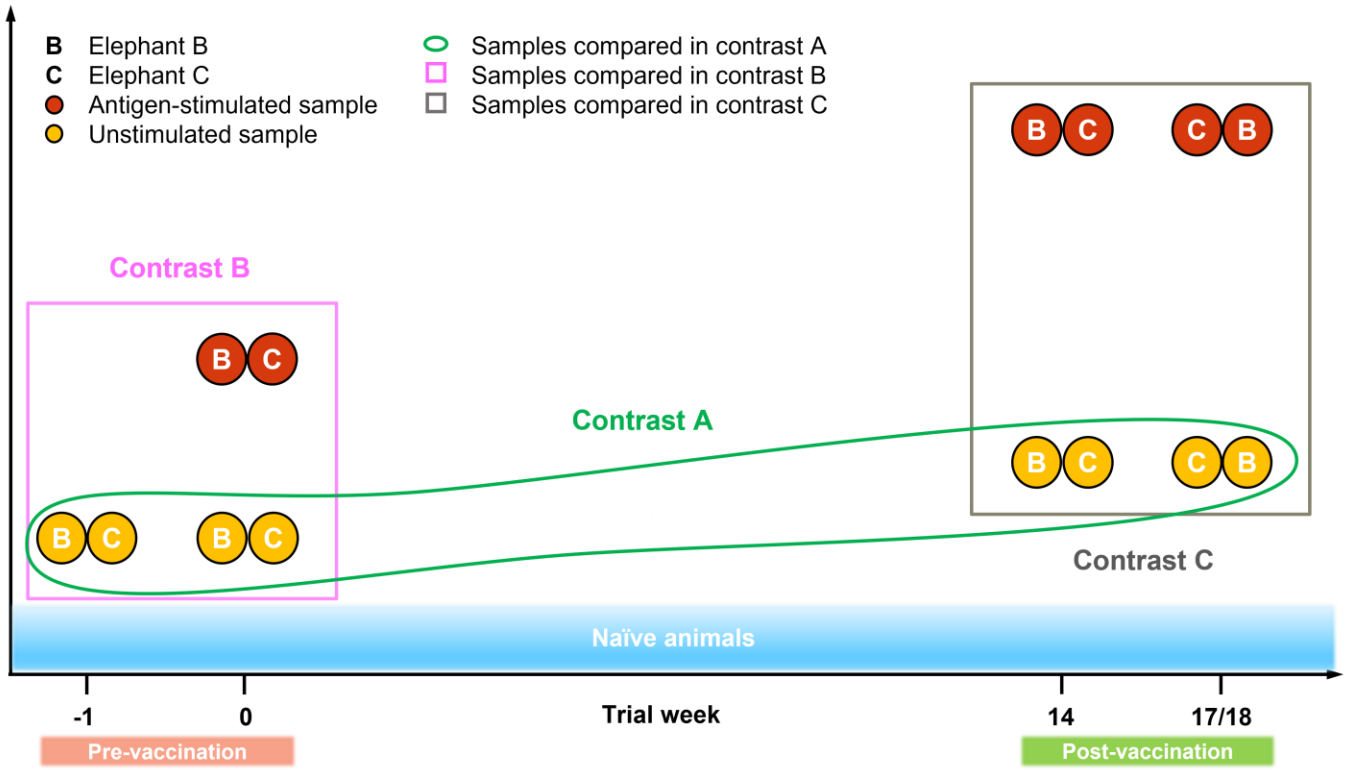 B Elephant B
C Elephant C
Antigen-stimulated sample
Unstimulated sample
Samples compared in contrast A
Samples compared in contrast B
Samples compared in contrast C
B C C B
Contrast B
B C
Contrast A
B C C B
B C B C
Contrast C
Naïve animals
-1 0 Trial week 14 17/18
Pre-vaccination Post-vaccination